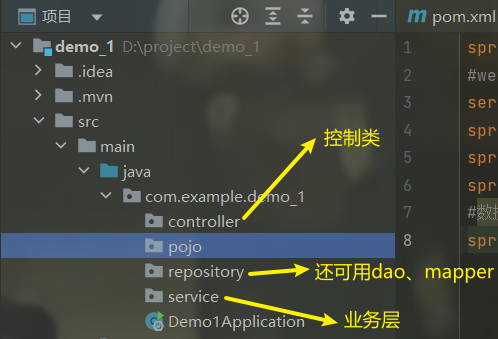 项目
pom.xml
demo_1 D:\project\demo_1
.idea
.mvn
src
main
java
com.example.demo_1
controller
pojo
repository
service
Demo1Application
控制类
还可用dao、mapper
业务层
1 spr
2 #we
3 ser
4 spr
5 spr
6 spr
7 #数据
8 spr